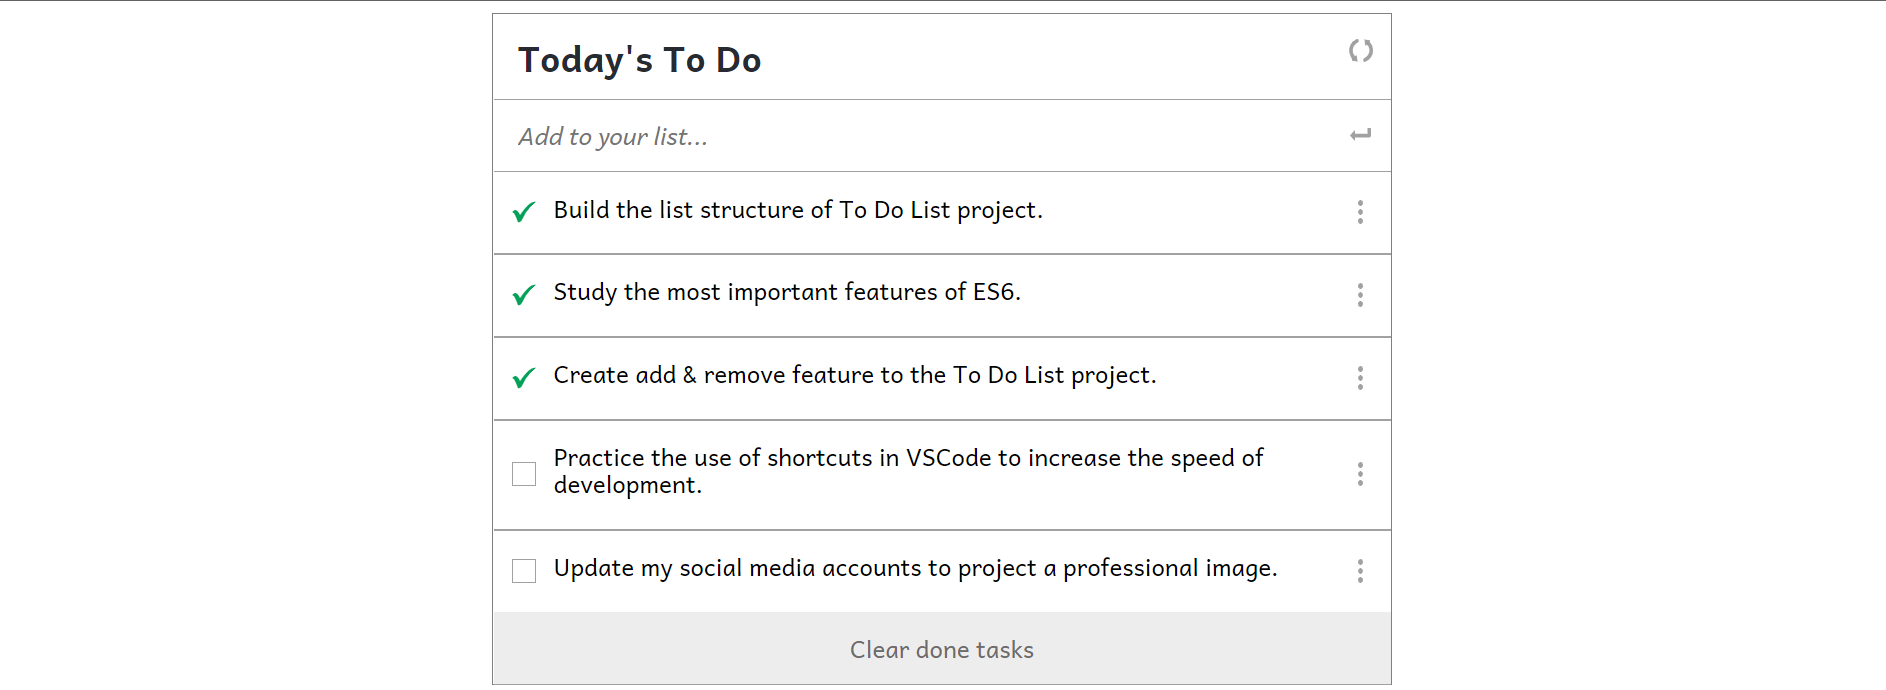 Today's To Do
Add to your list...
Build the list structure of To Do List project.
Study the most important features of ES6.
Create add & remove feature to the To Do List project.
Practice the use of shortcuts in VSCode to increase the speed of
development.
Update my social media accounts to project a professional image.
Clear done tasks